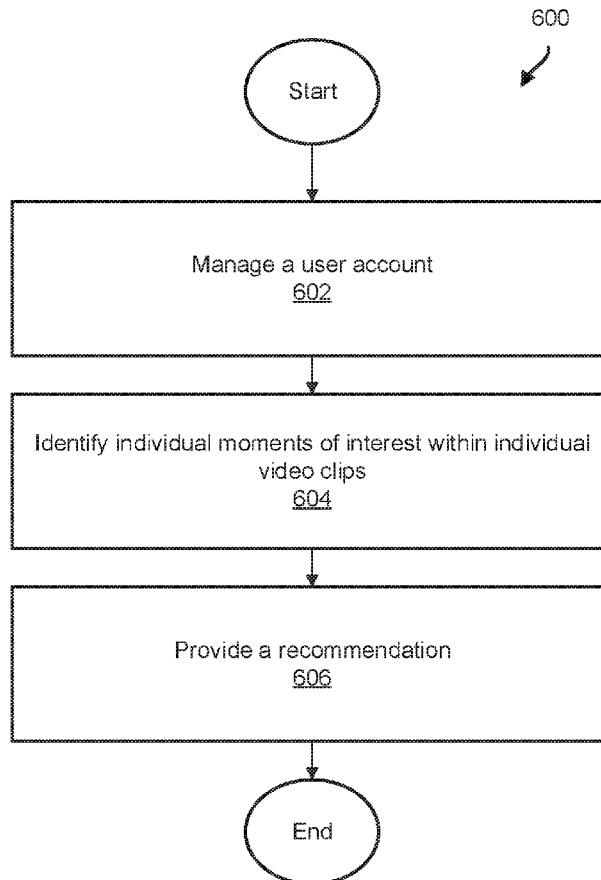 600
Start
Manage a user account
602
Identify individual moments of interest within individual
video clips
604
Provide a recommendation
606
End